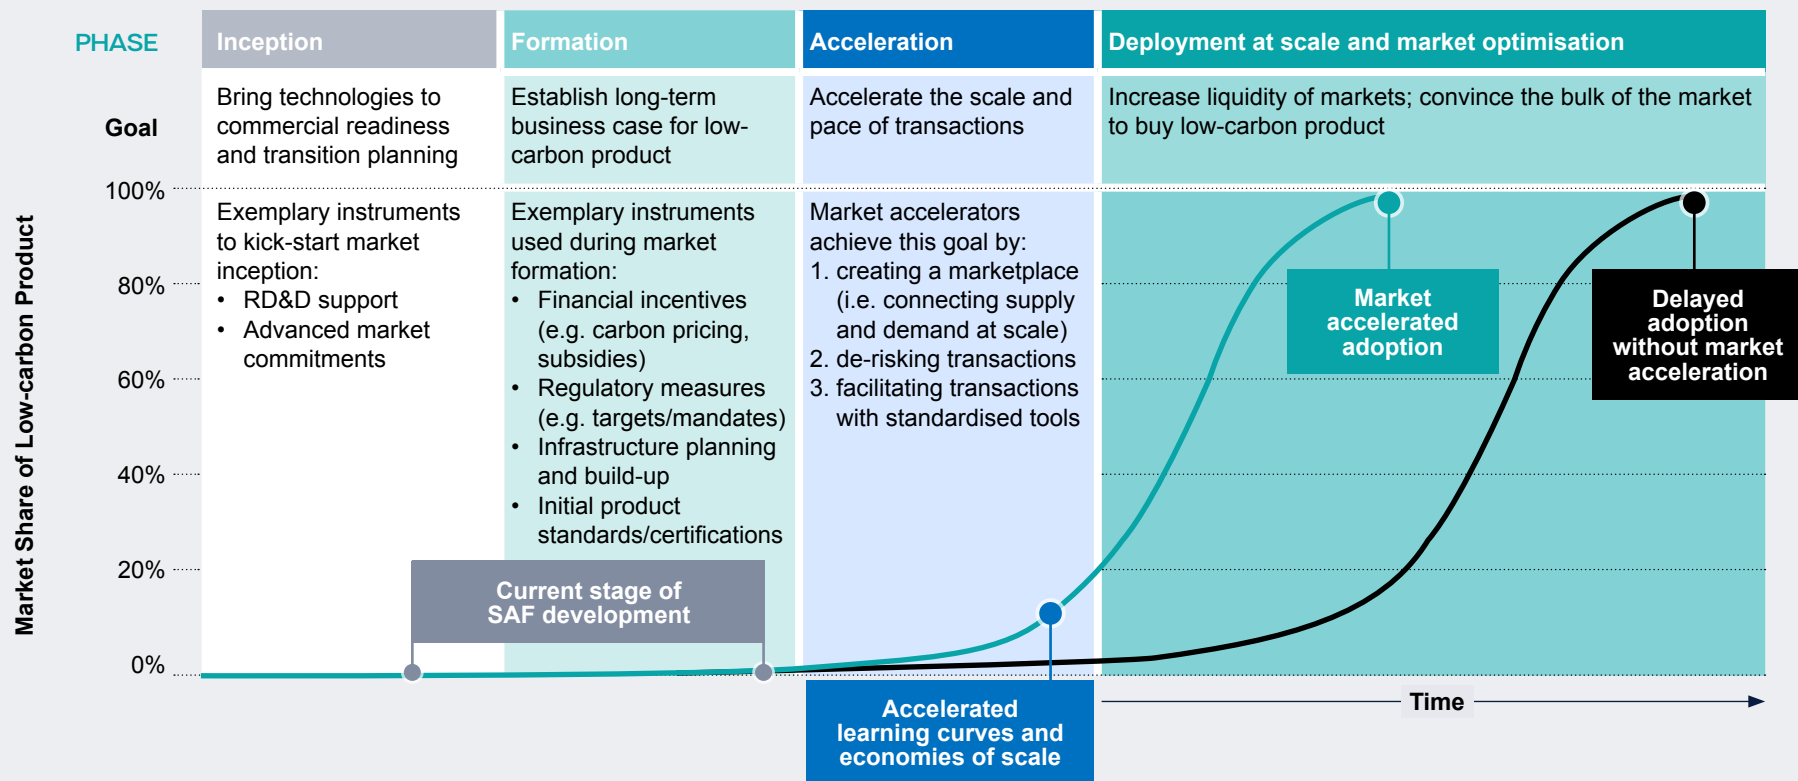 PHASE
Inception
Formation
Acceleration
Deployment at scale and market optimisation
Goal
Bring technologies to
commercial readiness
and transition planning
Establish long-term
business case for low-
carbon product
Accelerate the scale and
pace of transactions
Increase liquidity of markets; convince the bulk of the market
to buy low-carbon product
Market Share of Low-carbon Product
100%
80%
60%
40%
20%
0%
Exemplary instruments
to kick-start market
inception:
• RD&D support
• Advanced market
commitments
Exemplary instruments
used during market
formation:
• Financial incentives
(e.g. carbon pricing,
subsidies)
• Regulatory measures
(e.g. targets/mandates)
• Infrastructure planning
and build-up
• Initial product
standards/certifications
Market accelerators
achieve this goal by:
1. creating a marketplace
(i.e. connecting supply
and demand at scale)
2. de-risking transactions
3. facilitating transactions
with standardised tools
Market
accelerated
adoption
Delayed
adoption
without market
acceleration
Current stage of
SAF development
Accelerated
learning curves and
economies of scale
Time